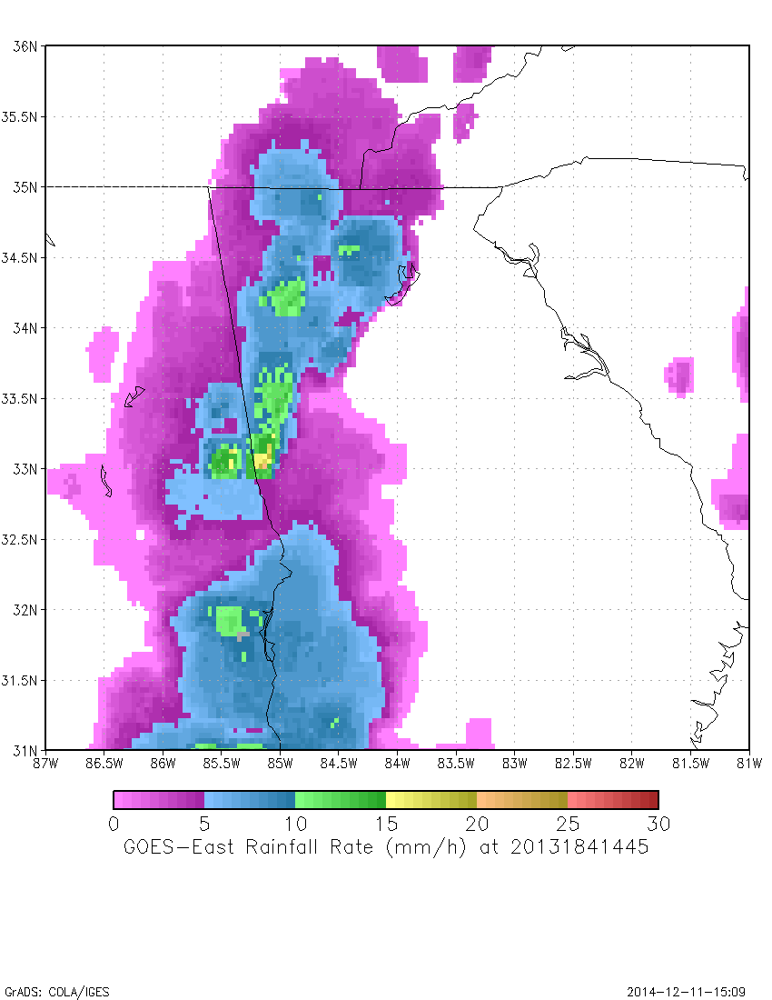 36N
35.5N
35N
34.5N
34N
33.5N
33N
32.5N
32N
31.5N
31N
87W 86.5W 86W 85.5W 85W 84.5W 84W 83.5W 83W 82.5W 82W 81.5W 81W
0 5 10 15 20 25 30
GOES-East Rainfall Rate (mm/h) at 20131841445
GrADS: COLA/IGES 2014-12-11-15:09